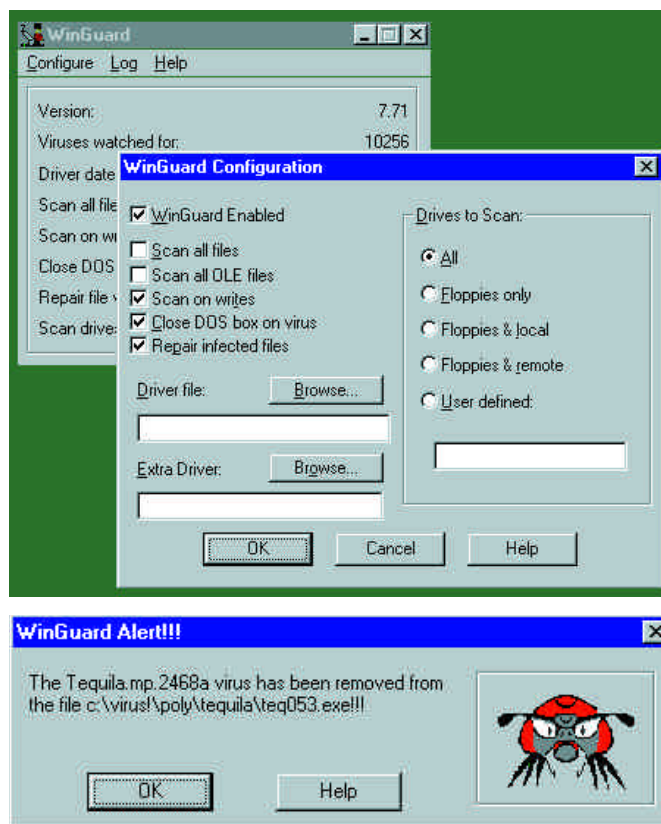 WinGuard
Configure Log Help
Version: 7.71
Viruses watched for: 10256
Driver date
Scan all file
Scan on wr
Close DOS
Repair file v
Scan drive
WinGuard Configuration
WinGuard Enabled
Scan all files
Scan all OLE files
Scan on writes
Close DOS box on virus
Repair infected files
Driver file: Browse...
Extra Driver: Browse...
Drives to Scan:
All
Floppies only
Floppies & local
Floppies & remote
User defined:
OK Cancel Help
WinGuard Alert!!!
The Tequila.mp.2468a virus has been removed from
the file c:\virus!\poly\tequila\teq053.exe!!!
OK Help